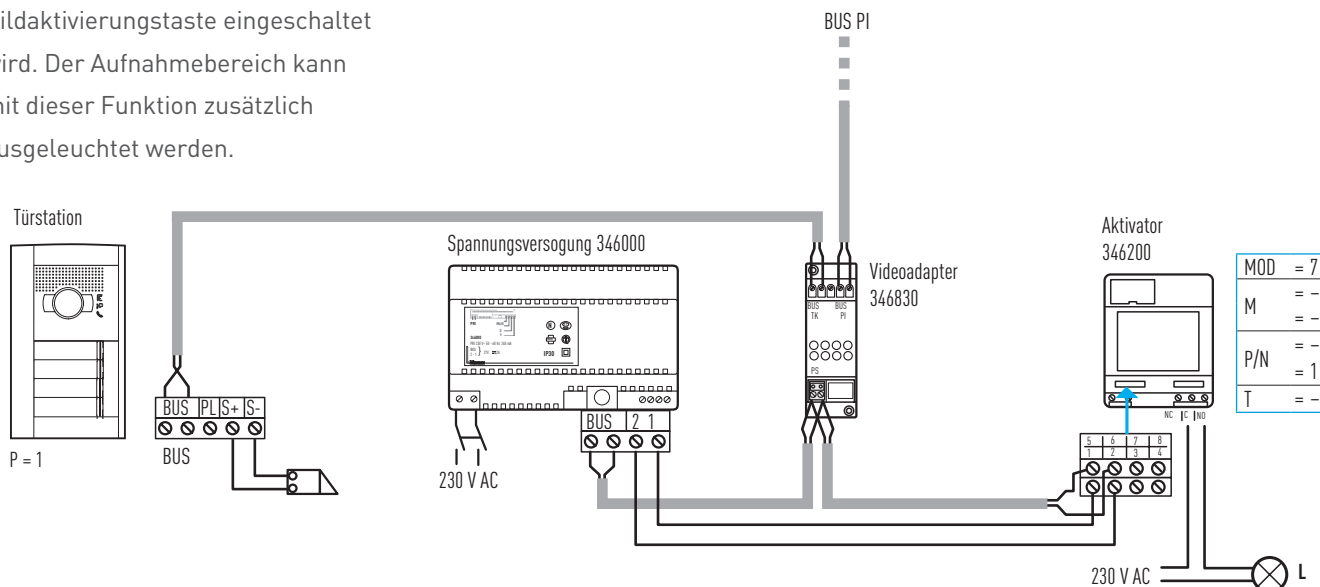 ildaktivierungstaste eingeschaltet
ird. Der Aufnahmebereich kann
it dieser Funktion zusätzlich
usgeleuchtet werden.
BUS PI
Türstation
Spannungsversogung 346000
Videoadapter
346830
Aktivator
346200
MOD = 7
M = –
= –
P/N = –
= 1
T = –
BUS TK
BUS PI
PS
IP30
NC C NO
BUS PL S+ S-
BUS
P = 1
BUS 2 1
230 V AC
5 6 7 8
1 2 3 4
230 V AC
L